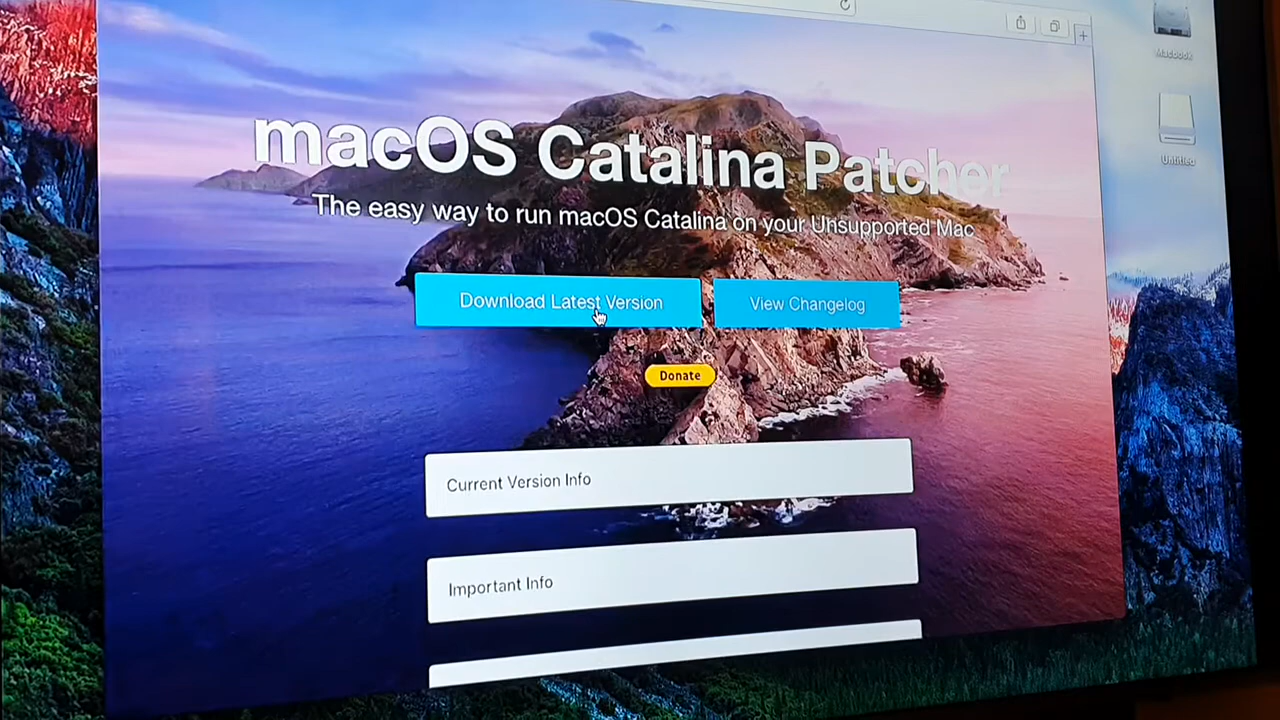 macOS Catalina Patcher
The easy way to run macOS Catalina on your Unsupported Mac
Download Latest Version
View Changelog
Donate
Current Version Info
Important Info
Macbook
Untitled